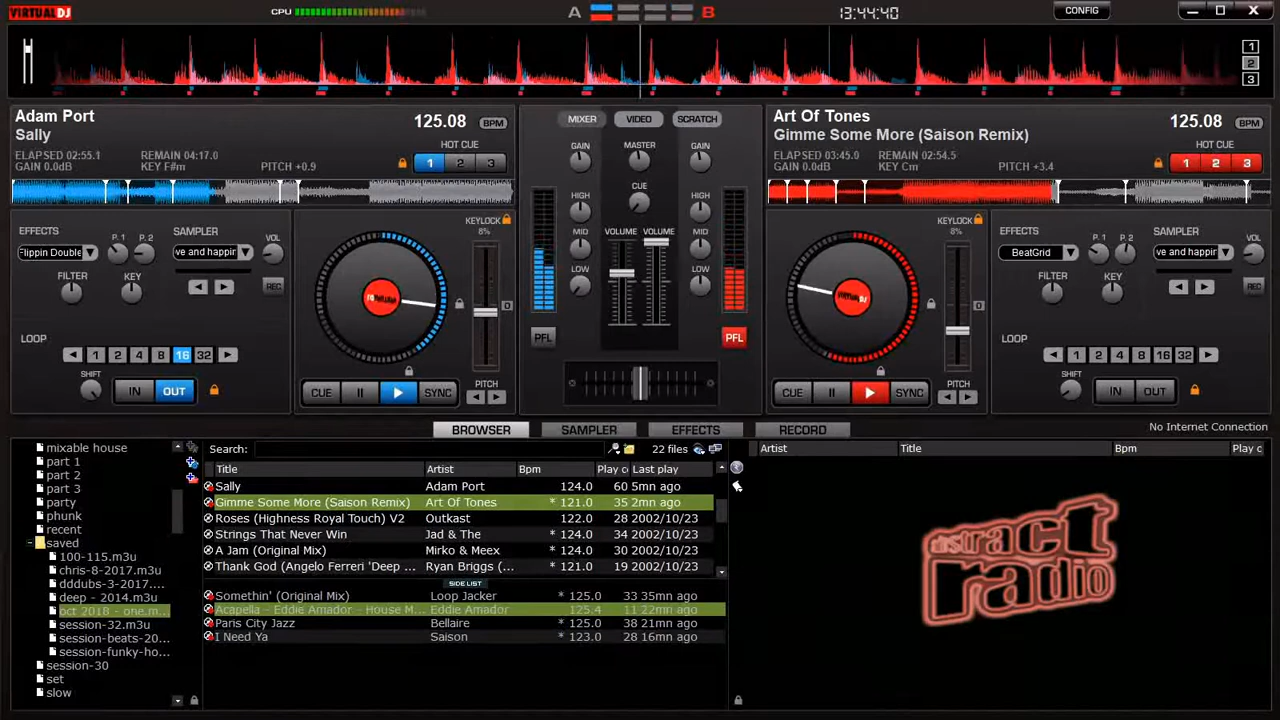 VIRTUAL DJ
CPU
A
B
13:44:40
CONFIG
1
2
3
Adam Port
Sally
125.08 BPM
ELAPSED 02:55.1 REMAIN 04:17.0
GAIN 0.0dB KEY F#m PITCH +0.9
HOT CUE
1 2 3
MIXER VIDEO SCRATCH
Art Of Tones
Gimme Some More (Saison Remix)
125.08 BPM
ELAPSED 03:45.0 REMAIN 02:54.5
GAIN 0.0dB KEY Cm PITCH +3.4
HOT CUE
1 2 3
EFFECTS P. 1 P. 2 SAMPLER VOL
Flippin Double ve and happin
FILTER KEY REC
LOOP
1 2 4 8 16 32
SHIFT IN OUT
KEYLOCK
8%
0
CUE SYNC PITCH
GAIN MASTER GAIN
HIGH CUE HIGH
MID VOLUME VOLUME MID
LOW LOW
PFL PFL
KEYLOCK
8%
0
CUE SYNC PITCH
EFFECTS P. 1 P. 2 SAMPLER VOL
BeatGrid ve and happin
FILTER KEY REC
LOOP
1 2 4 8 16 32
SHIFT IN OUT
BROWSER SAMPLER EFFECTS RECORD
No Internet Connection
mixable house
part 1
part 2
part 3
party
phunk
recent
saved
100-115.m3u
chris-8-2017.m3u
dddubs-3-2017....
deep - 2014.m3u
oct 2018 - one.m...
session-32.m3u
session-beats-20...
session-funky-ho...
session-30
set
slow
Search: 22 files
Title Artist Bpm Play c Last play
Sally Adam Port 124.0 60 5mn ago
Gimme Some More (Saison Remix) Art Of Tones * 121.0 35 2mn ago
Roses (Highness Royal Touch) V2 Outkast 122.0 28 2002/10/23
Strings That Never Win Jad & The * 124.0 34 2002/10/23
A Jam (Original Mix) Mirko & Meex * 124.0 30 2002/10/23
Thank God (Angelo Ferreri 'Deep ... Ryan Briggs (... * 121.0 19 2002/10/23
SIDE LIST
Somethin' (Original Mix) Loop Jacker * 125.0 33 35mn ago
Acapella - Eddie Amador - House M... Eddie Amador 125.4 11 22mn ago
Paris City Jazz Bellaire * 125.0 38 21mn ago
I Need Ya Saison * 123.0 28 16mn ago
Artist Title Bpm Play c
distract
radio